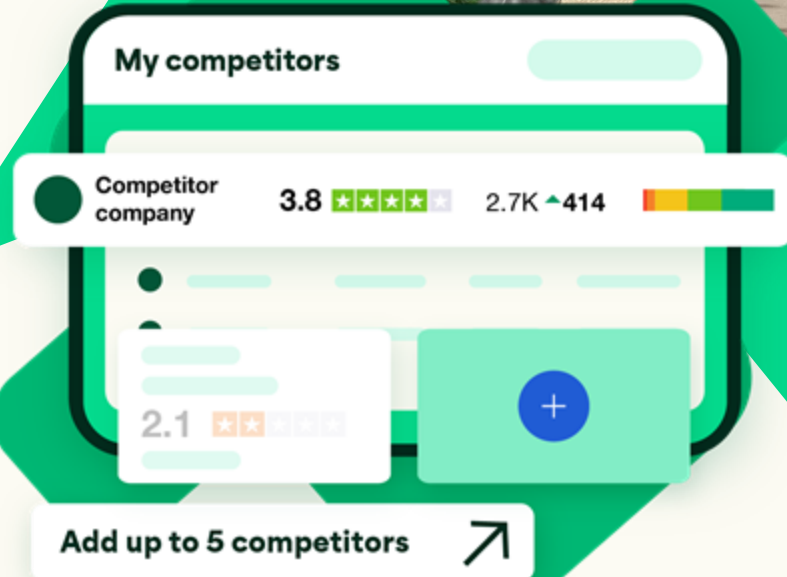 My competitors
Competitor
company
3.8
2.7K
414
2.1
Add up to 5 competitors